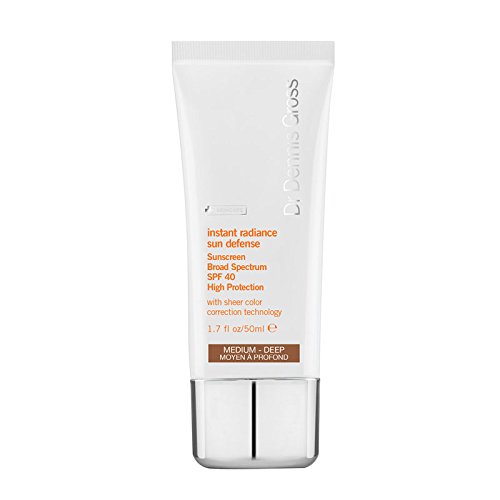 Dr Dennis Gross
SKINCARE
instant radiance
sun defense
Sunscreen
Broad Spectrum
SPF 40
High Protection
with sheer color
correction technology
1.7 fl oz/50ml ℮
MEDIUM - DEEP
MOYEN À PROFOND